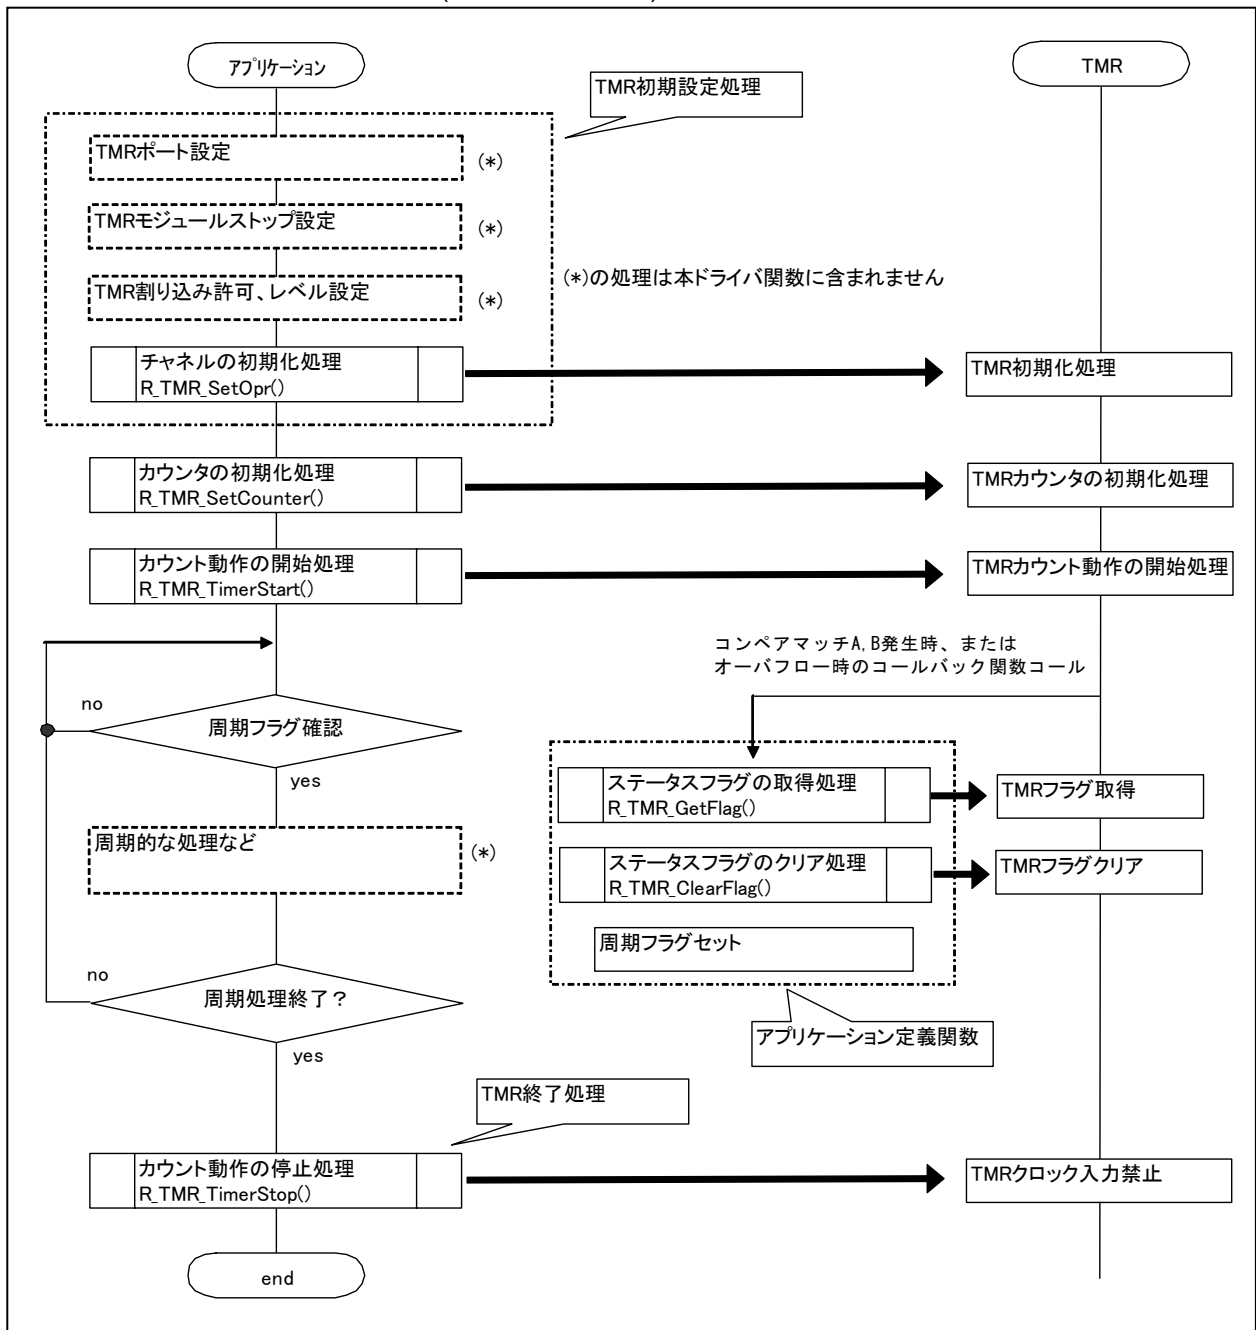 アプリケーション
TMR
TMR初期設定処理
TMRポート設定
(*)
TMRモジュールストップ設定
(*)
TMR割り込み許可、レベル設定
(*)
(*)の処理は本ドライバ関数に含まれません
チャネルの初期化処理
R_TMR_SetOpr()
TMR初期化処理
カウンタの初期化処理
R_TMR_SetCounter()
TMRカウンタの初期化処理
カウント動作の開始処理
R_TMR_TimerStart()
TMRカウント動作の開始処理
コンペアマッチA,B発生時、または
オーバフロー時のコールバック関数コール
no
周期フラグ確認
yes
ステータスフラグの取得処理
R_TMR_GetFlag()
TMRフラグ取得
周期的な処理など
(*)
ステータスフラグのクリア処理
R_TMR_ClearFlag()
TMRフラグクリア
周期フラグセット
no
周期処理終了？
yes
アプリケーション定義関数
TMR終了処理
カウント動作の停止処理
R_TMR_TimerStop()
TMRクロック入力禁止
end